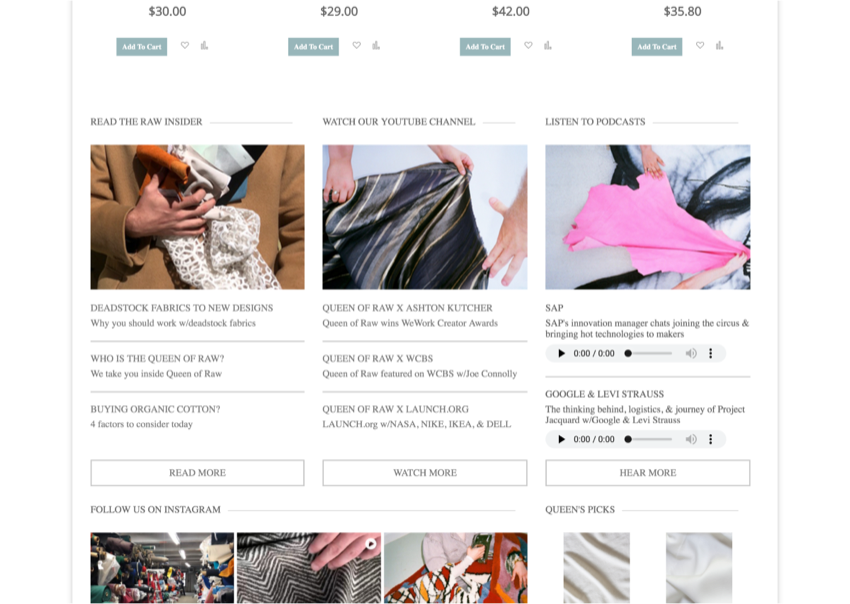 $30.00
$29.00
$42.00
$35.80
Add To Cart
Add To Cart
Add To Cart
Add To Cart
READ THE RAW INSIDER
DEADSTOCK FABRICS TO NEW DESIGNS
Why you should work w/deadstock fabrics
WHO IS THE QUEEN OF RAW?
We take you inside Queen of Raw
BUYING ORGANIC COTTON?
4 factors to consider today
READ MORE
WATCH OUR YOUTUBE CHANNEL
QUEEN OF RAW X ASHTON KUTCHER
Queen of Raw wins WeWork Creator Awards
QUEEN OF RAW X WCBS
Queen of Raw featured on WCBS w/Joe Connolly
QUEEN OF RAW X LAUNCH.ORG
LAUNCH.org w/NASA, NIKE, IKEA, & DELL
WATCH MORE
LISTEN TO PODCASTS
SAP
SAP's innovation manager chats joining the circus &
bringing hot technologies to makers
0:00 / 0:00
GOOGLE & LEVI STRAUSS
The thinking behind, logistics, & journey of Project
Jacquard w/Google & Levi Strauss
0:00 / 0:00
HEAR MORE
FOLLOW US ON INSTAGRAM
QUEEN'S PICKS